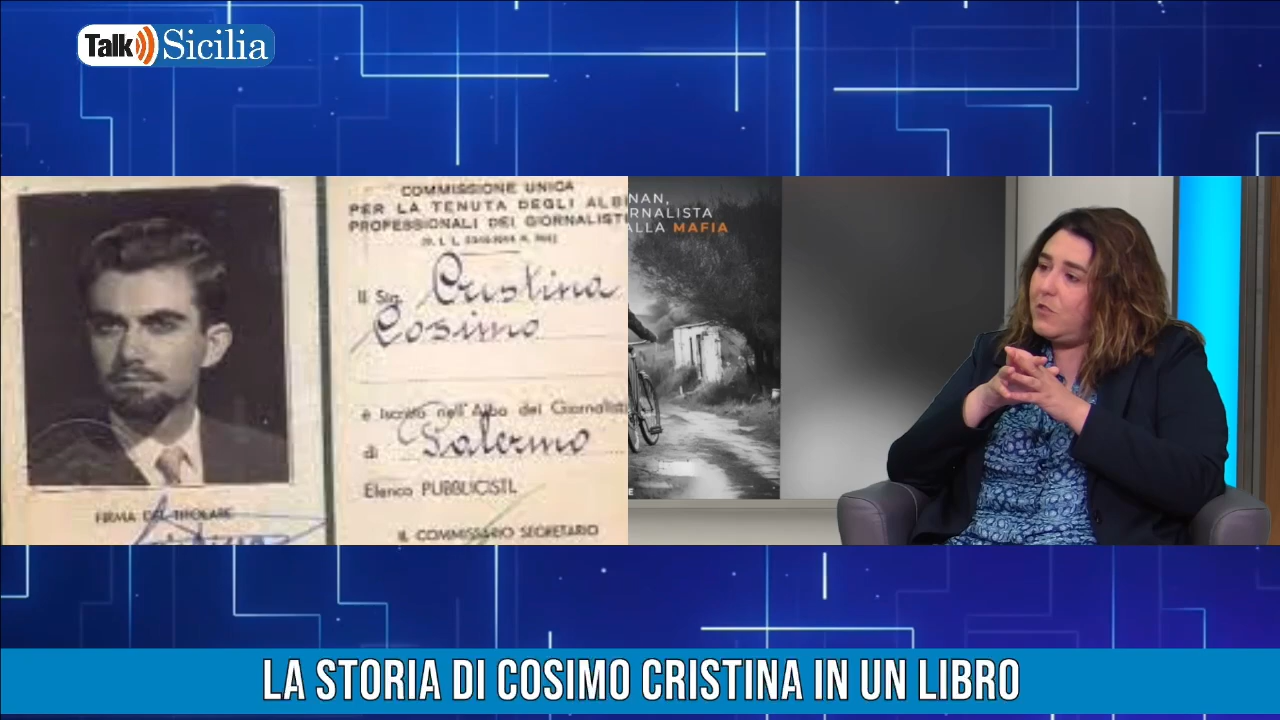 Talk Sicilia
COMMISSIONE UNICA
PER LA TENUTA DEGLI ALBI
PROFESSIONALI DEI GIORNALISTI
Il Sig. Cristina
Cosimo
è iscritto nell'Albo dei Giornalisti
di Palermo
Elenco PUBBLICISTI
FIRMA DEL TITOLARE
IL COMMISSARIO SEGRETARIO
NAN,
RNALISTA
ALLA MAFIA
LA STORIA DI COSIMO CRISTINA IN UN LIBRO